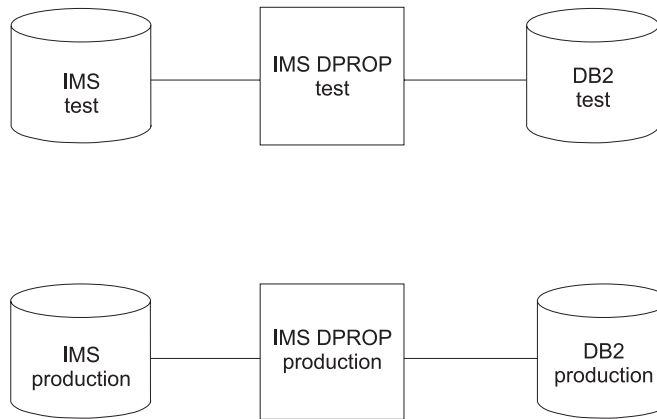 IMS
test
IMS DPROP
test
DB2
test
IMS
production
IMS DPROP
production
DB2
production